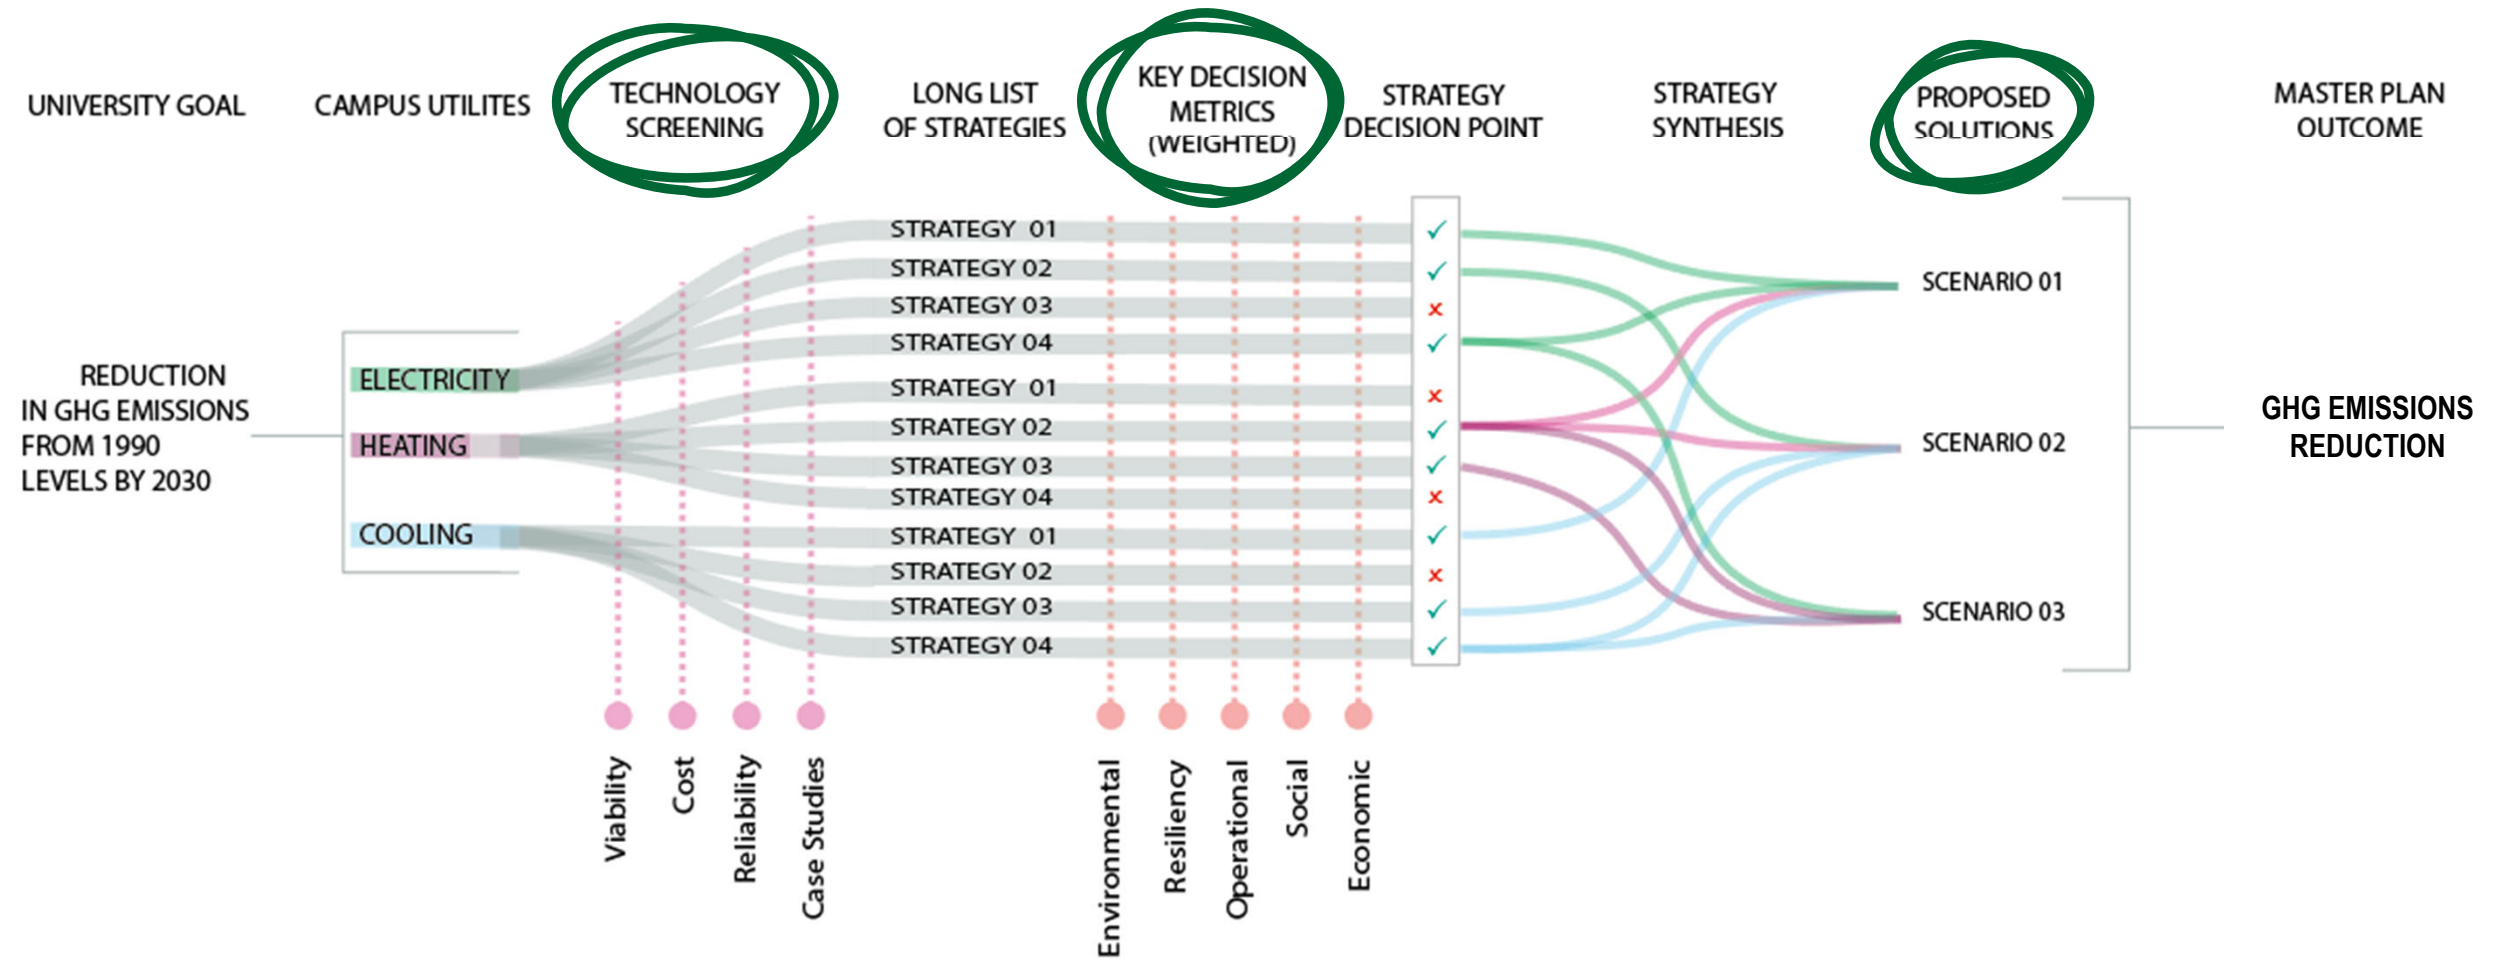 UNIVERSITY GOAL
CAMPUS UTILITES
TECHNOLOGY
SCREENING
LONG LIST
OF STRATEGIES
KEY DECISION
METRICS
(WEIGHTED)
STRATEGY
DECISION POINT
STRATEGY
SYNTHESIS
PROPOSED
SOLUTIONS
MASTER PLAN
OUTCOME
REDUCTION
IN GHG EMISSIONS
FROM 1990
LEVELS BY 2030
ELECTRICITY
HEATING
COOLING
STRATEGY 01
STRATEGY 02
STRATEGY 03
STRATEGY 04
STRATEGY 01
STRATEGY 02
STRATEGY 03
STRATEGY 04
STRATEGY 01
STRATEGY 02
STRATEGY 03
STRATEGY 04
SCENARIO 01
SCENARIO 02
SCENARIO 03
GHG EMISSIONS
REDUCTION
Viability
Cost
Reliability
Case Studies
Environmental
Resiliency
Operational
Social
Economic